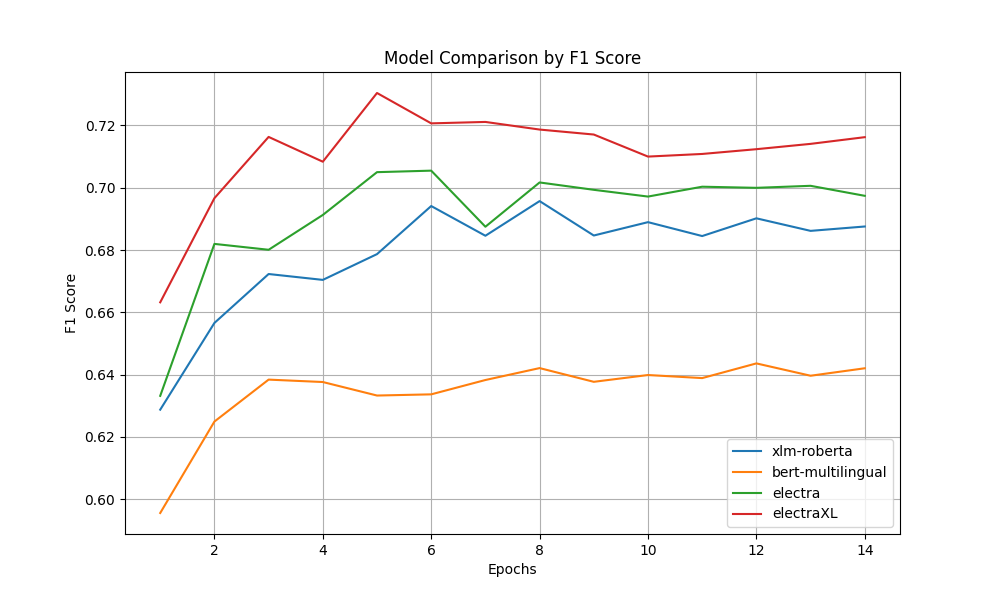 Model Comparison by F1 Score
F1 Score
0.72
0.70
0.68
0.66
0.64
0.62
0.60
xlm-roberta
bert-multilingual
electra
electraXL
2 4 6 8 10 12 14
Epochs